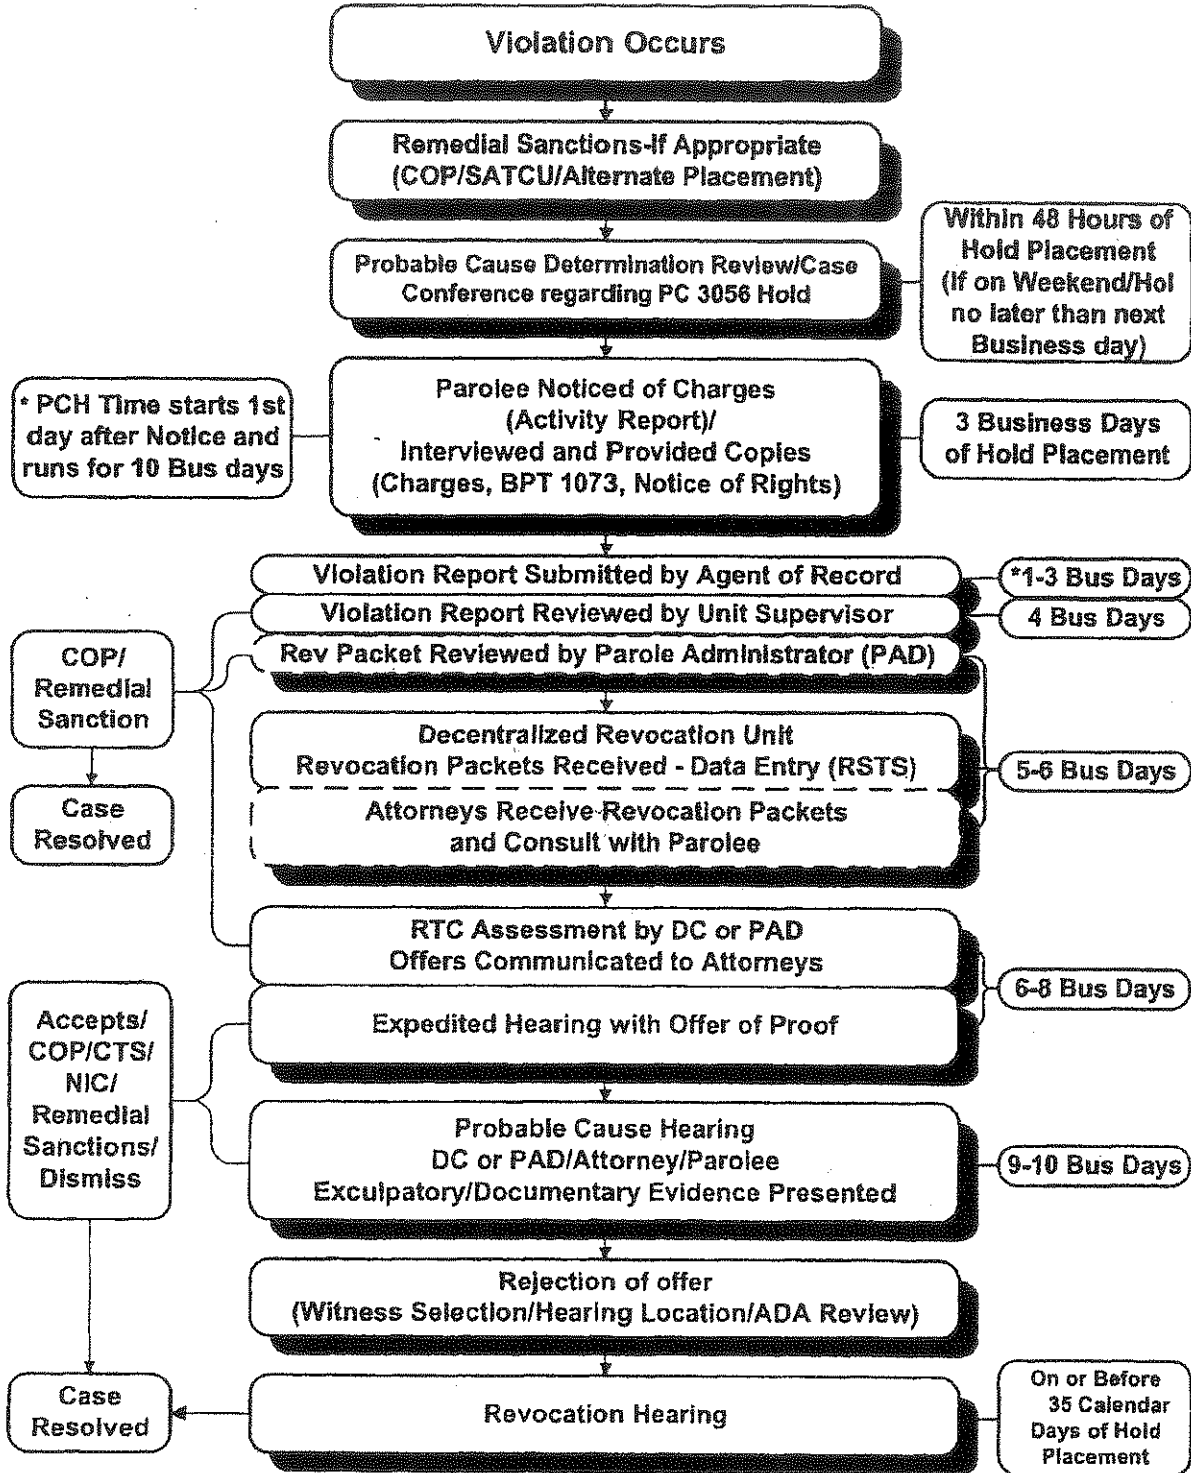 Violation Occurs
Remedial Sanctions-If Appropriate
(COP/SATCU/Alternate Placement)
Probable Cause Determination Review/Case
Conference regarding PC 3056 Hold
Within 48 Hours of
Hold Placement
(If on Weekend/Hol
no later than next
Business day)
* PCH Time starts 1st
day after Notice and
runs for 10 Bus days
Parolee Noticed of Charges
(Activity Report)/
Interviewed and Provided Copies
(Charges, BPT 1073, Notice of Rights)
3 Business Days
of Hold Placement
Violation Report Submitted by Agent of Record
*1-3 Bus Days
Violation Report Reviewed by Unit Supervisor
4 Bus Days
Rev Packet Reviewed by Parole Administrator (PAD)
COP/
Remedial
Sanction
Case
Resolved
Decentralized Revocation Unit
Revocation Packets Received - Data Entry (RSTS)
Attorneys Receive Revocation Packets
and Consult with Parolee
5-6 Bus Days
RTC Assessment by DC or PAD
Offers Communicated to Attorneys
Expedited Hearing with Offer of Proof
6-8 Bus Days
Accepts/
COP/CTS/
NIC/
Remedial
Sanctions/
Dismiss
Probable Cause Hearing
DC or PAD/Attorney/Parolee
Exculpatory/Documentary Evidence Presented
9-10 Bus Days
Rejection of offer
(Witness Selection/Hearing Location/ADA Review)
Case
Resolved
Revocation Hearing
On or Before
35 Calendar
Days of Hold
Placement